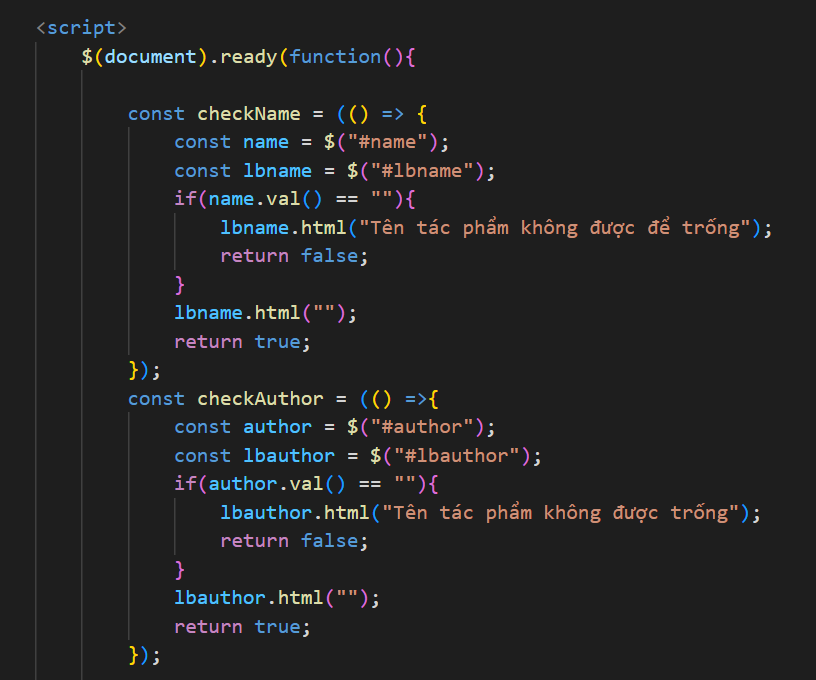 <script>
$(document).ready(function(){
const checkName = (() => {
const name = $("#name");
const lbname = $("#lbname");
if(name.val() == ""){
lbname.html("Tên tác phẩm không được để trống");
return false;
}
lbname.html("");
return true;
});
const checkAuthor = (() =>{
const author = $("#author");
const lbauthor = $("#lbauthor");
if(author.val() == ""){
lbauthor.html("Tên tác phẩm không được trống");
return false;
}
lbauthor.html("");
return true;
});